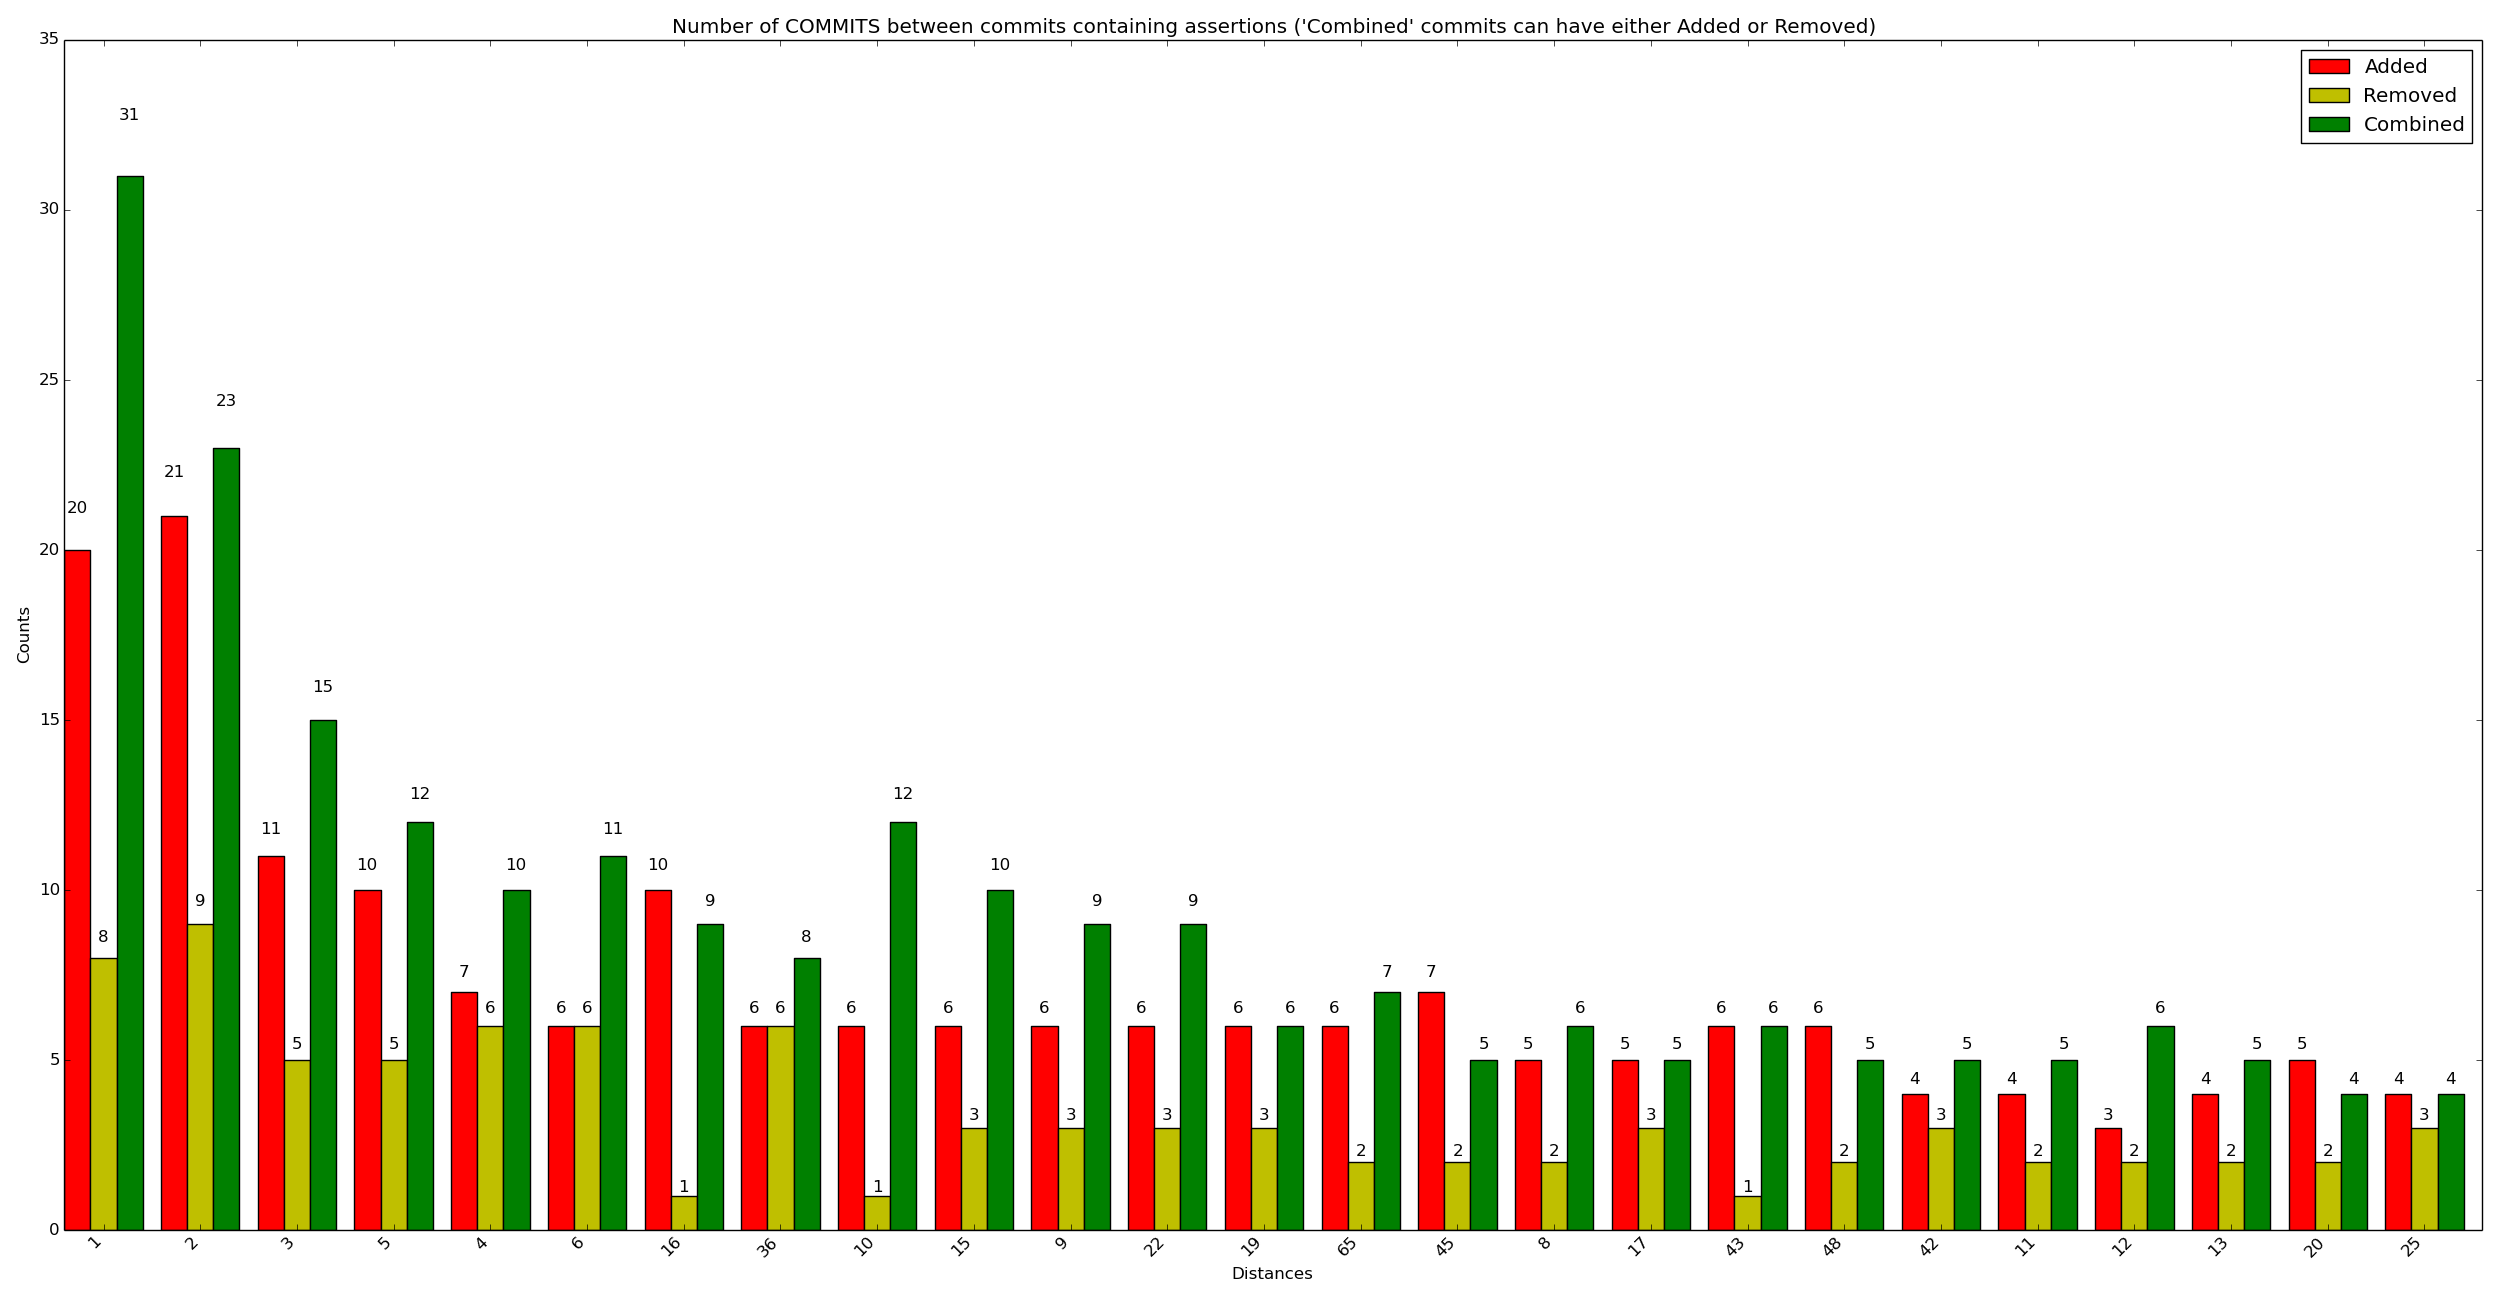 Number of COMMITS between commits containing assertions ('Combined' commits can have either Added or Removed)
Added
Removed
Combined
Counts
35
30
25
20
15
10
5
0
20 8 31
21 9 23
11 5 15
10 5 12
7 6 10
6 6 11
10 1 9
6 6 8
6 1 12
6 3 10
6 3 9
6 3 9
6 3 6
6 2 7
7 2 5
5 2 6
5 3 5
6 1 6
6 2 5
4 3 5
4 2 5
3 2 6
4 2 5
5 2 4
4 3 4
1 2 3 5 4 6 16 36 10 15 9 22 19 65 45 8 17 43 48 42 11 12 13 20 25
Distances